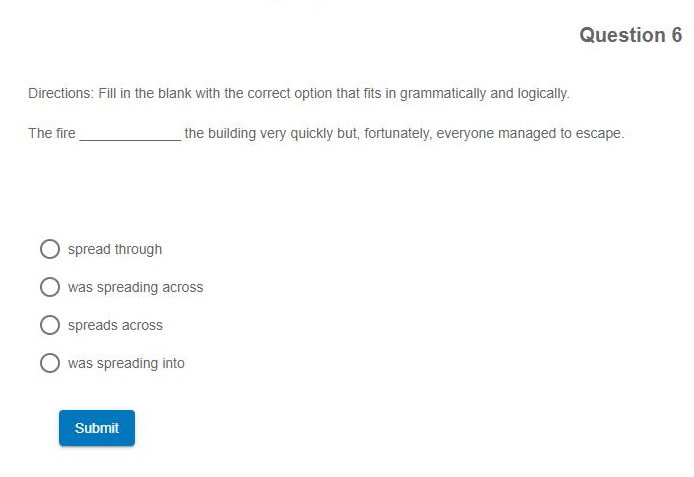 Question 6
Directions: Fill in the blank with the correct option that fits in grammatically and logically.
The fire ______________ the building very quickly but, fortunately, everyone managed to escape.
spread through
was spreading across
spreads across
was spreading into
Submit